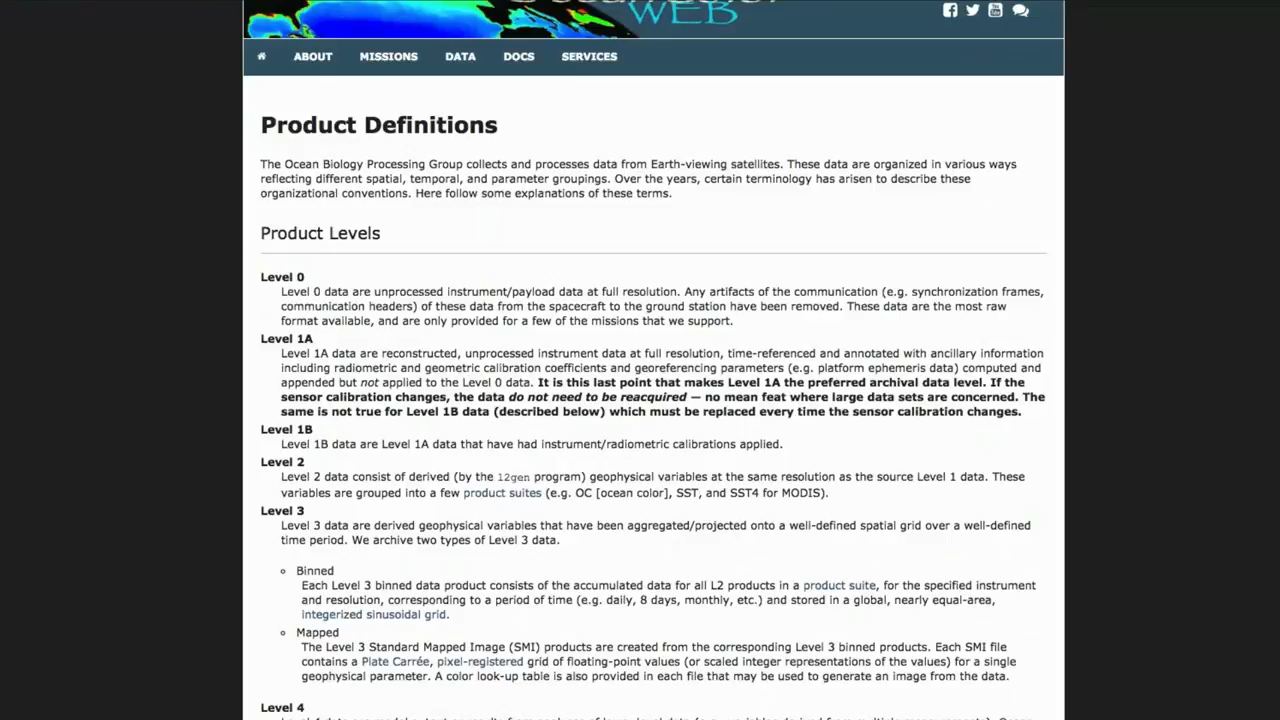 WEB
ABOUT
MISSIONS
DATA
DOCS
SERVICES
Product Definitions
The Ocean Biology Processing Group collects and processes data from Earth-viewing satellites. These data are organized in various ways
reflecting different spatial, temporal, and parameter groupings. Over the years, certain terminology has arisen to describe these
organizational conventions. Here follow some explanations of these terms.
Product Levels
Level 0
Level 0 data are unprocessed instrument/payload data at full resolution. Any artifacts of the communication (e.g. synchronization frames,
communication headers) of these data from the spacecraft to the ground station have been removed. These data are the most raw
format available, and are only provided for a few of the missions that we support.
Level 1A
Level 1A data are reconstructed, unprocessed instrument data at full resolution, time-referenced and annotated with ancillary information
including radiometric and geometric calibration coefficients and georeferencing parameters (e.g. platform ephemeris data) computed and
appended but not applied to the Level 0 data. It is this last point that makes Level 1A the preferred archival data level. If the
sensor calibration changes, the data do not need to be reacquired — no mean feat where large data sets are concerned. The
same is not true for Level 1B data (described below) which must be replaced every time the sensor calibration changes.
Level 1B
Level 1B data are Level 1A data that have had instrument/radiometric calibrations applied.
Level 2
Level 2 data consist of derived (by the l2gen program) geophysical variables at the same resolution as the source Level 1 data. These
variables are grouped into a few product suites (e.g. OC [ocean color], SST, and SST4 for MODIS).
Level 3
Level 3 data are derived geophysical variables that have been aggregated/projected onto a well-defined spatial grid over a well-defined
time period. We archive two types of Level 3 data.
Binned
Each Level 3 binned data product consists of the accumulated data for all L2 products in a product suite, for the specified instrument
and resolution, corresponding to a period of time (e.g. daily, 8 days, monthly, etc.) and stored in a global, nearly equal-area,
integerized sinusoidal grid.
Mapped
The Level 3 Standard Mapped Image (SMI) products are created from the corresponding Level 3 binned products. Each SMI file
contains a Plate Carrée, pixel-registered grid of floating-point values (or scaled integer representations of the values) for a single
geophysical parameter. A color look-up table is also provided in each file that may be used to generate an image from the data.
Level 4